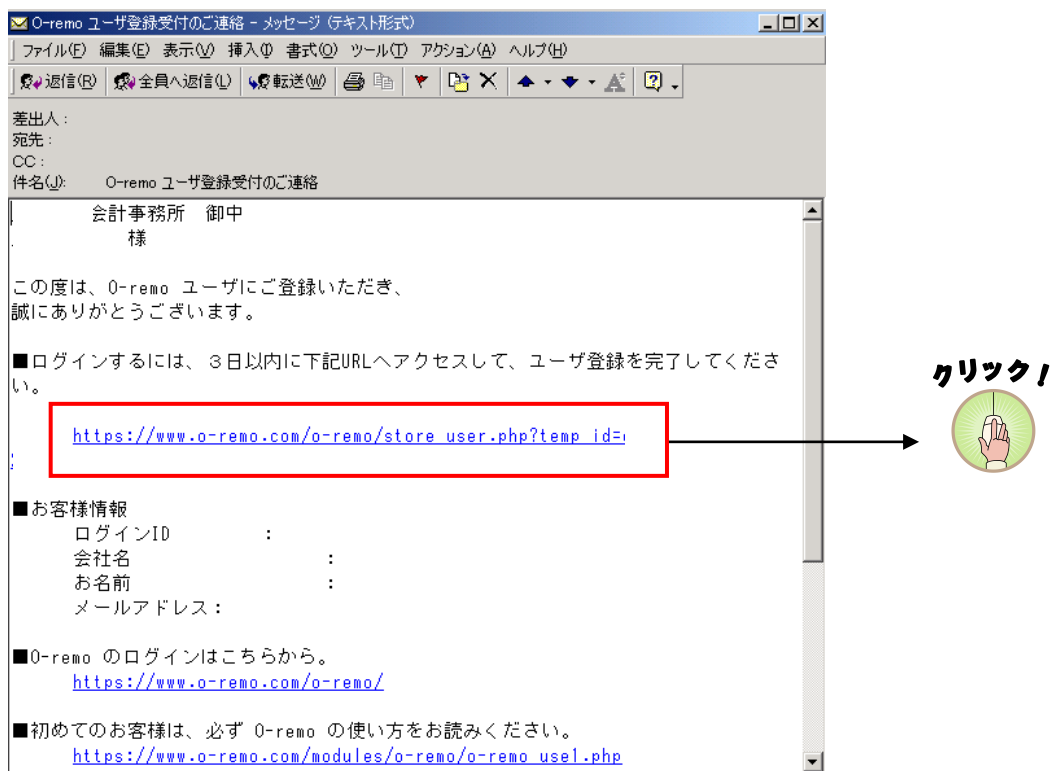 O-remo ユーザ登録受付のご連絡 - メッセージ (テキスト形式)
ファイル(F) 編集(E) 表示(V) 挿入(I) 書式(O) ツール(T) アクション(A) ヘルプ(H)
返信(R) 全員へ返信(L) 転送(W)
差出人:
宛先:
CC:
件名(J): O-remo ユーザ登録受付のご連絡
会計事務所 御中
様
この度は、O-remo ユーザにご登録いただき、
誠にありがとうございます。
■ログインするには、3日以内に下記URLへアクセスして、ユーザ登録を完了してくださ
い。
クリック!
https://www.o-remo.com/o-remo/store_user.php?temp_id=
■お客様情報
ログインID :
会社名 :
お名前 :
メールアドレス:
■O-remo のログインはこちらから。
https://www.o-remo.com/o-remo/
■初めてのお客様は、必ず O-remo の使い方をお読みください。
https://www.o-remo.com/modules/o-remo/o-remo_use1.php